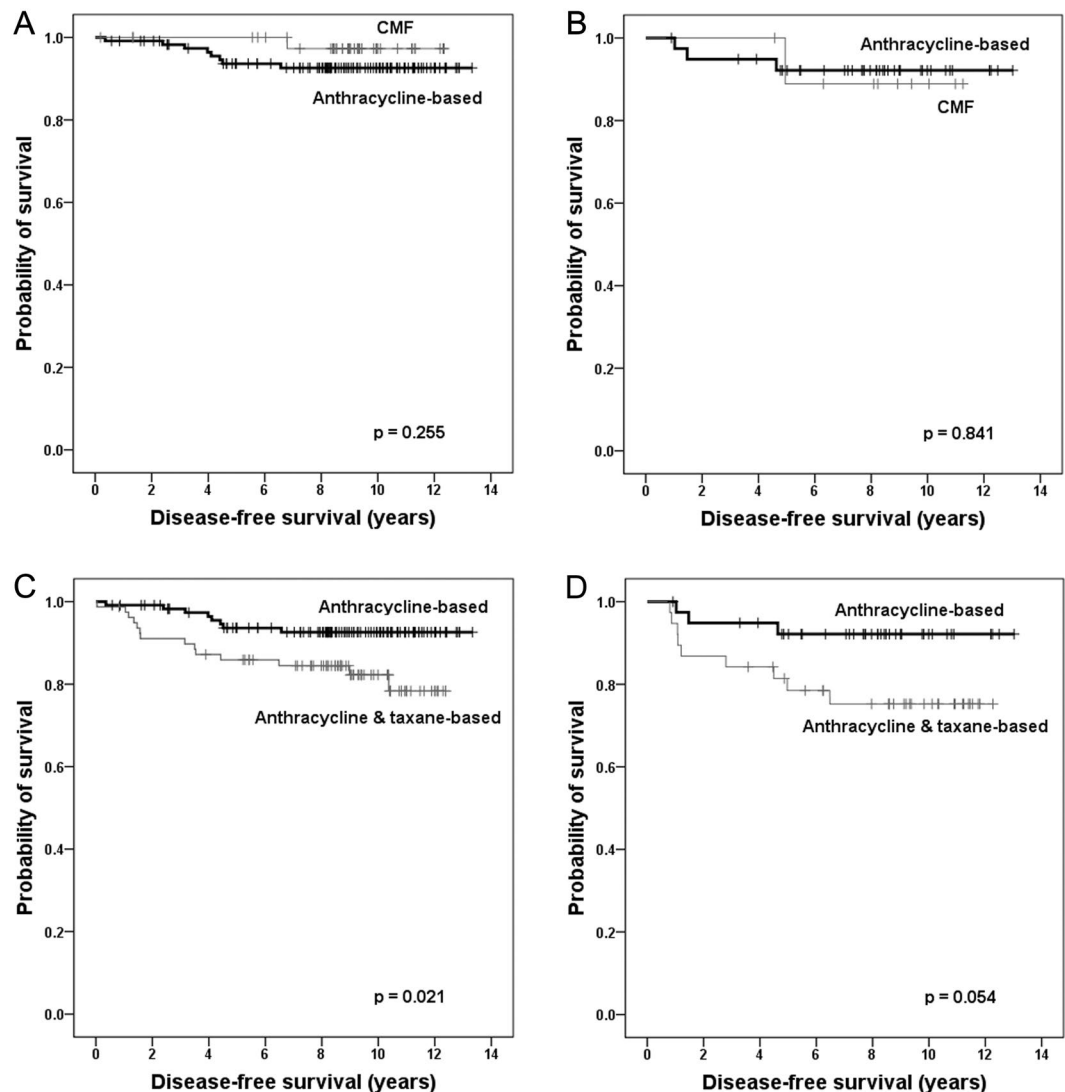 A
Probability of survival
1.0
0.8
0.6
0.4
0.2
0.0
CMF
Anthracycline-based
p = 0.255
0 2 4 6 8 10 12 14
Disease-free survival (years)
B
Probability of survival
1.0
0.8
0.6
0.4
0.2
0.0
Anthracycline-based
CMF
p = 0.841
0 2 4 6 8 10 12 14
Disease-free survival (years)
C
Probability of survival
1.0
0.8
0.6
0.4
0.2
0.0
Anthracycline-based
Anthracycline & taxane-based
p = 0.021
0 2 4 6 8 10 12 14
Disease-free survival (years)
D
Probability of survival
1.0
0.8
0.6
0.4
0.2
0.0
Anthracycline-based
Anthracycline & taxane-based
p = 0.054
0 2 4 6 8 10 12 14
Disease-free survival (years)